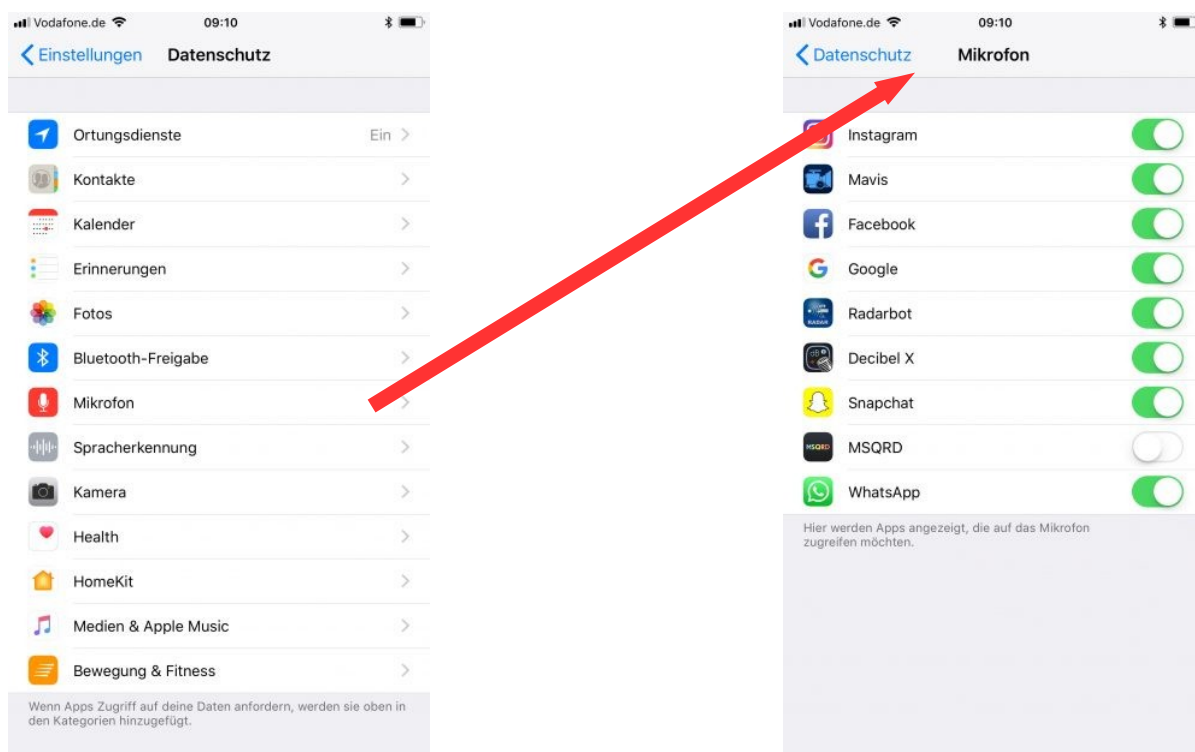 Vodafone.de 09:10
Einstellungen Datenschutz
Ortungsdienste Ein
Kontakte
Kalender
Erinnerungen
Fotos
Bluetooth-Freigabe
Mikrofon
Spracherkennung
Kamera
Health
HomeKit
Medien & Apple Music
Bewegung & Fitness
Wenn Apps Zugriff auf deine Daten anfordern, werden sie oben in
den Kategorien hinzugefügt.
Vodafone.de 09:10
Datenschutz Mikrofon
Instagram
Mavis
Facebook
Google
RADAR Radarbot
dB Decibel X
Snapchat
MSQRD MSQRD
WhatsApp
Hier werden Apps angezeigt, die auf das Mikrofon
zugreifen möchten.